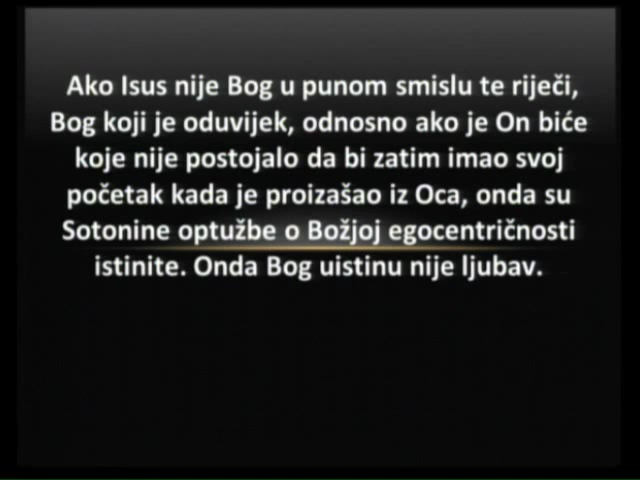 Ako Isus nije Bog u punom smislu te riječi,
Bog koji je oduvijek, odnosno ako je On biće
koje nije postojalo da bi zatim imao svoj
početak kada je proizašao iz Oca, onda su
Sotonine optužbe o Božjoj egocentričnosti
istinite. Onda Bog uistinu nije ljubav.